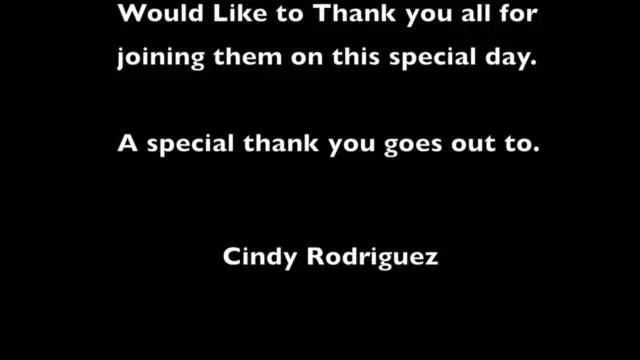 Would Like to Thank you all for
joining them on this special day.
A special thank you goes out to.
Cindy Rodriguez